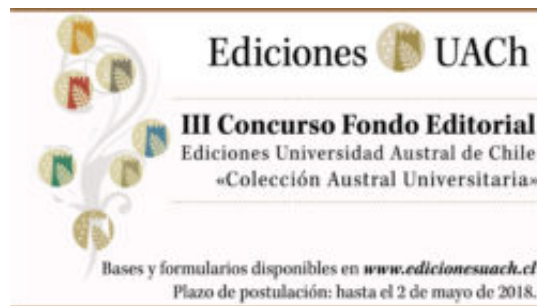 Ediciones UACh
III Concurso Fondo Editorial
Ediciones Universidad Austral de Chile
«Colección Austral Universitaria»
Bases y formularios disponibles en www.edicionesuach.cl
Plazo de postulación: hasta el 2 de mayo de 2018.